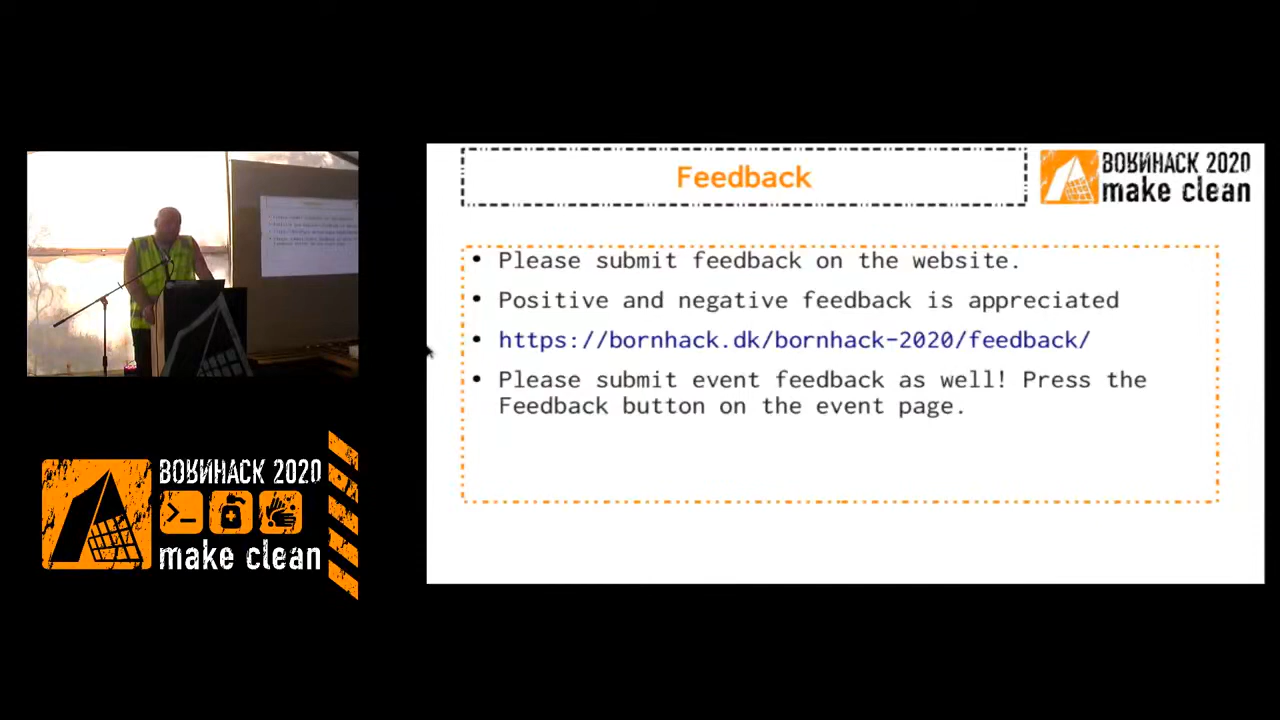 Feedback
BORNHACK 2020
make clean
• Please submit feedback on the website.
• Positive and negative feedback is appreciated
• https://bornhack.dk/bornhack-2020/feedback/
• Please submit event feedback as well! Press the
Feedback button on the event page.
BORNHACK 2020
>_
make clean